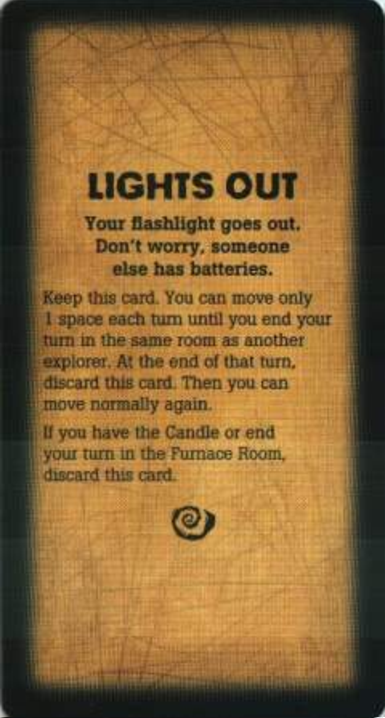 LIGHTS OUT
Your flashlight goes out.
Don't worry, someone
else has batteries.
Keep this card. You can move only
1 space each turn until you end your
turn in the same room as another
explorer. At the end of that turn,
discard this card. Then you can
move normally again.
If you have the Candle or end
your turn in the Furnace Room,
discard this card.